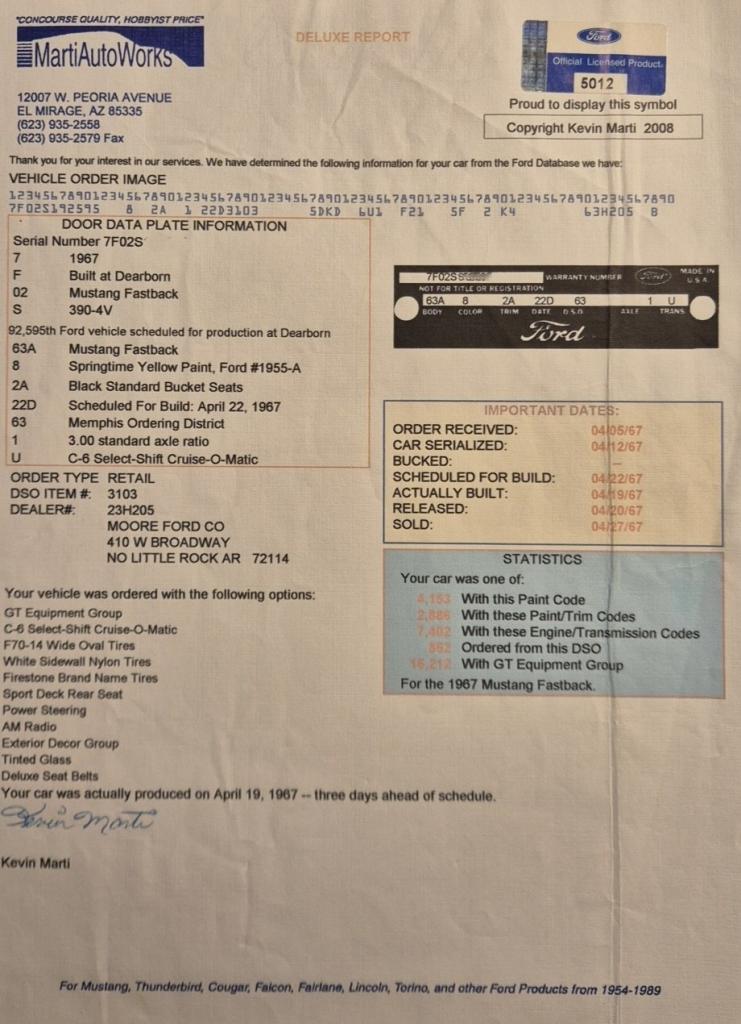 "CONCOURSE QUALITY, HOBBYIST PRICE"
MartiAutoWorks
DELUXE REPORT
Ford
Official Licensed Product
5012
Proud to display this symbol
Copyright Kevin Marti 2008
12007 W. PEORIA AVENUE
EL MIRAGE, AZ 85335
(623) 935-2558
(623) 935-2579 Fax
Thank you for your interest in our services. We have determined the following information for your car from the Ford Database we have:
VEHICLE ORDER IMAGE
12345678901234567890123456789012345678901234567890123456789012345678901234567890
7F02S192595 8 2A 1 22D3103 5DKD 6U1 F21 5F 2 K4 63H205 B
DOOR DATA PLATE INFORMATION
Serial Number 7F02S
7 1967
F Built at Dearborn
02 Mustang Fastback
S 390-4V
92,595th Ford vehicle scheduled for production at Dearborn
63A Mustang Fastback
8 Springtime Yellow Paint, Ford #1955-A
2A Black Standard Bucket Seats
22D Scheduled For Build: April 22, 1967
63 Memphis Ordering District
1 3.00 standard axle ratio
U C-6 Select-Shift Cruise-O-Matic
7F02S WARRANTY NUMBER Ford MADE IN U.S.A.
NOT FOR TITLE OR REGISTRATION
63A 8 2A 22D 63 1 U
BODY COLOR TRIM DATE D.S.O. AXLE TRANS.
Ford
ORDER TYPE RETAIL
DSO ITEM #: 3103
DEALER#: 23H205
MOORE FORD CO
410 W BROADWAY
NO LITTLE ROCK AR 72114
IMPORTANT DATES:
ORDER RECEIVED: 04/05/67
CAR SERIALIZED: 04/12/67
BUCKED: --
SCHEDULED FOR BUILD: 04/22/67
ACTUALLY BUILT: 04/19/67
RELEASED: 04/20/67
SOLD: 04/27/67
STATISTICS
Your car was one of:
4,153 With this Paint Code
2,886 With these Paint/Trim Codes
7,402 With these Engine/Transmission Codes
862 Ordered from this DSO
16,212 With GT Equipment Group
For the 1967 Mustang Fastback.
Your vehicle was ordered with the following options:
GT Equipment Group
C-6 Select-Shift Cruise-O-Matic
F70-14 Wide Oval Tires
White Sidewall Nylon Tires
Firestone Brand Name Tires
Sport Deck Rear Seat
Power Steering
AM Radio
Exterior Decor Group
Tinted Glass
Deluxe Seat Belts
Your car was actually produced on April 19, 1967 -- three days ahead of schedule.
Kevin Marti
Kevin Marti
For Mustang, Thunderbird, Cougar, Falcon, Fairlane, Lincoln, Torino, and other Ford Products from 1954-1989